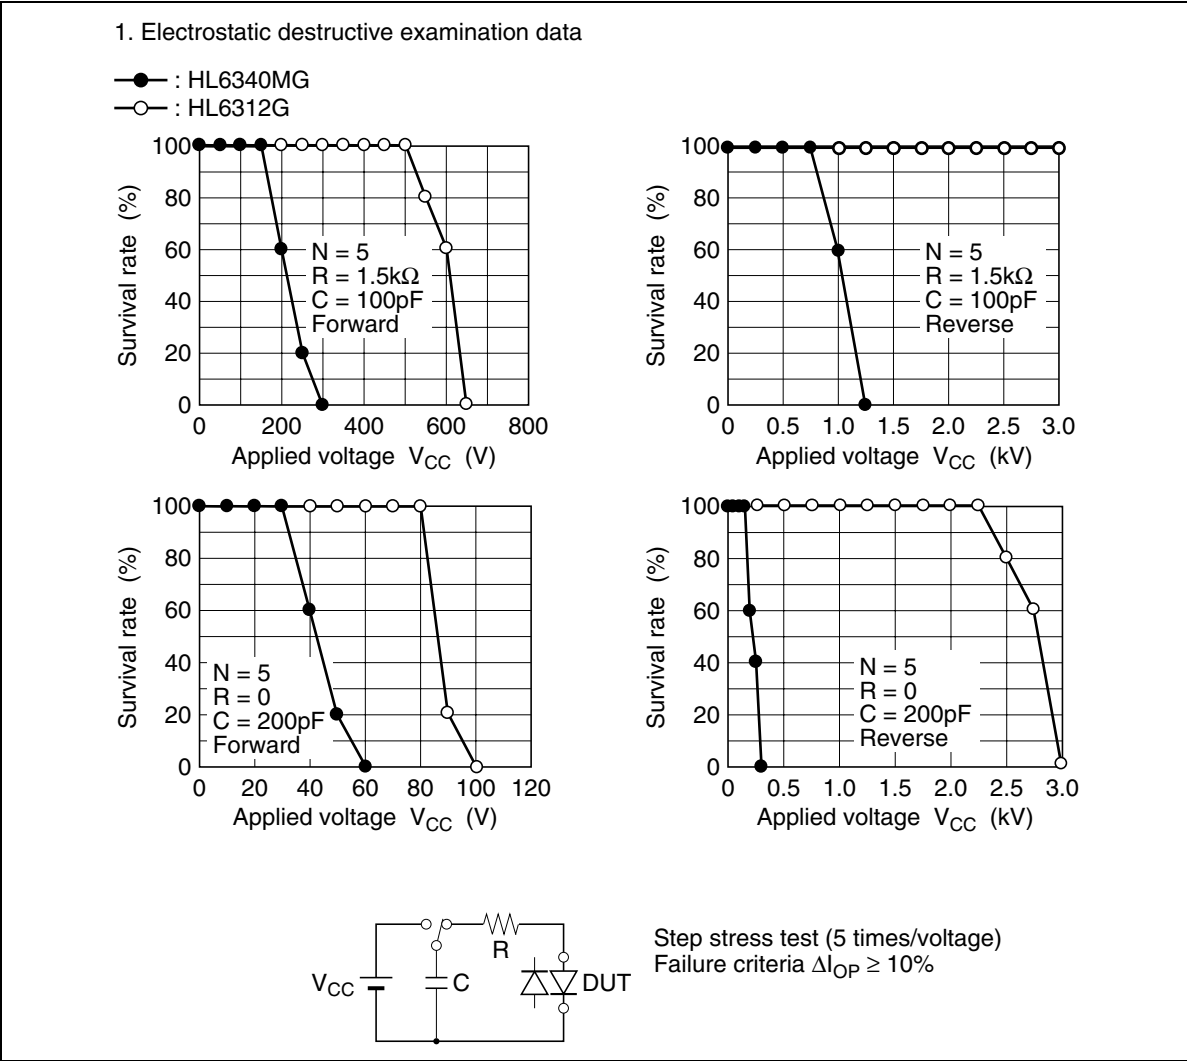 1. Electrostatic destructive examination data
: HL6340MG
: HL6312G
100
80
60
40
20
0
Survival rate (%)
N = 5
R = 1.5kΩ
C = 100pF
Forward
0 200 400 600 800
Applied voltage VCC (V)
100
80
60
40
20
0
Survival rate (%)
N = 5
R = 1.5kΩ
C = 100pF
Reverse
0 0.5 1.0 1.5 2.0 2.5 3.0
Applied voltage VCC (kV)
100
80
60
40
20
0
Survival rate (%)
N = 5
R = 0
C = 200pF
Forward
0 20 40 60 80 100 120
Applied voltage VCC (V)
100
80
60
40
20
0
Survival rate (%)
N = 5
R = 0
C = 200pF
Reverse
0 0.5 1.0 1.5 2.0 2.5 3.0
Applied voltage VCC (kV)
R
VCC
C
DUT
Step stress test (5 times/voltage)
Failure criteria ΔIOP ≥ 10%